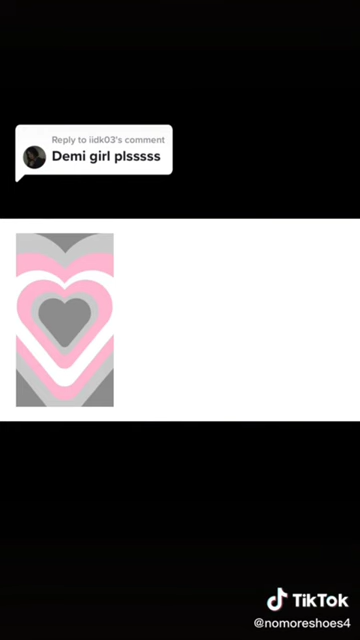 Reply to iidk03's comment
Demi girl plsssss
TikTok
@nomoreshoes4